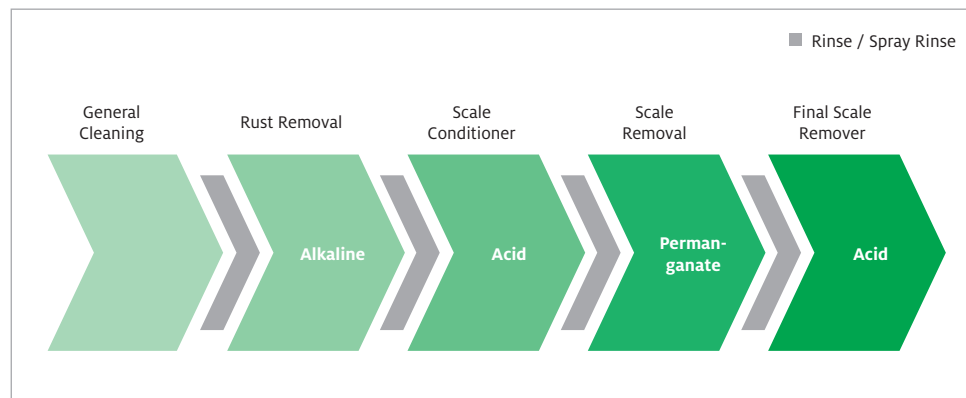 Rinse / Spray Rinse
General
Cleaning
Rust Removal
Scale
Conditioner
Scale
Removal
Final Scale
Remover
Alkaline
Acid
Perman-
ganate
Acid